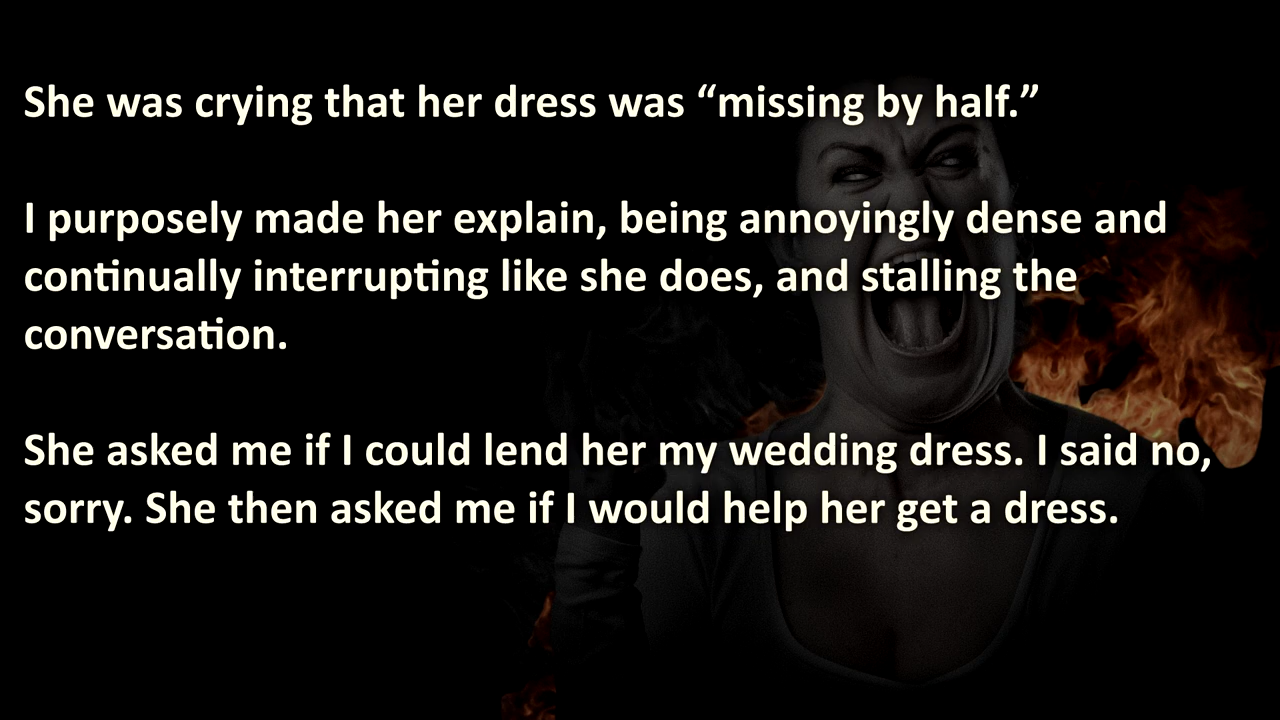 She was crying that her dress was “missing by half.”
I purposely made her explain, being annoyingly dense and
continually interrupting like she does, and stalling the
conversation.
She asked me if I could lend her my wedding dress. I said no,
sorry. She then asked me if I would help her get a dress.